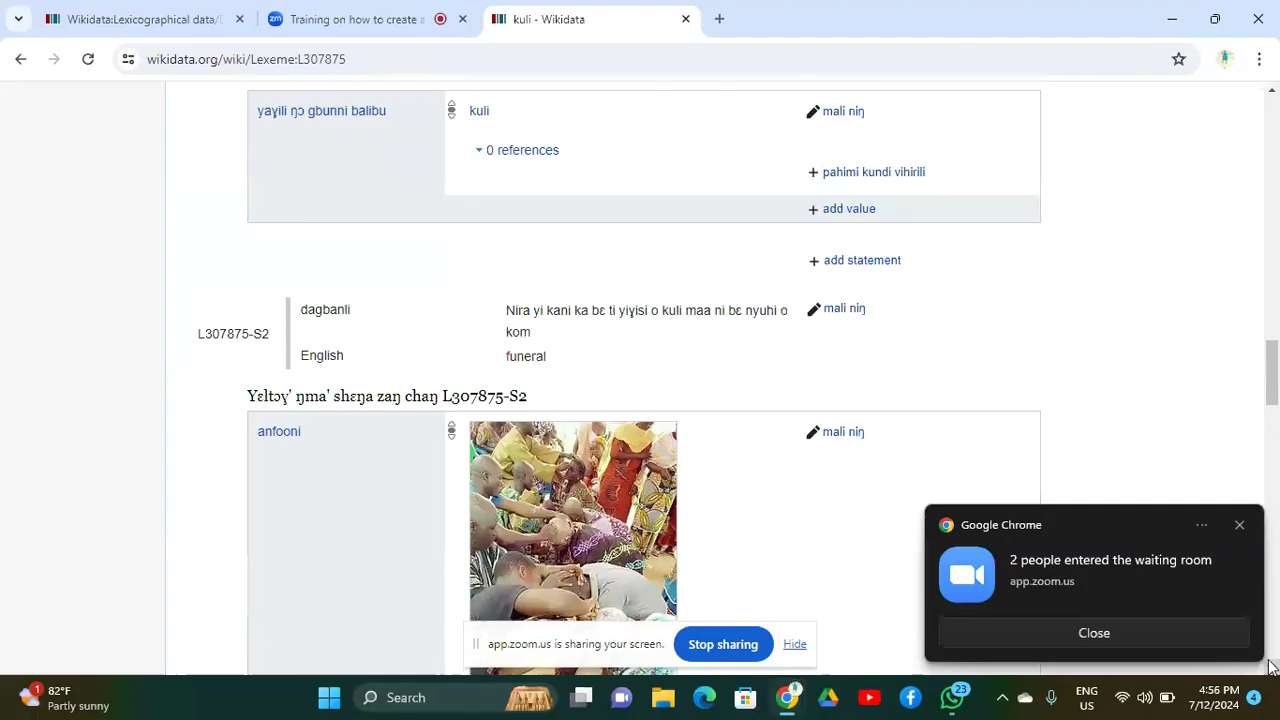 Wikidata:Lexicographical data/D
Training on how to create a
kuli - Wikidata
wikidata.org/wiki/Lexeme:L307875
yaɣili ŋɔ gbunni balibu
kuli
mali niŋ
0 references
+ pahimi kundi vihirili
+ add value
+ add statement
L307875-S2
dagbanli
Nira yi kani ka bɛ ti yiɣisi o kuli maa ni bɛ nyuhi o
kom
mali niŋ
English
funeral
Yɛltɔɣ' ŋma' shɛŋa zaŋ chaŋ L307875-S2
anfooni
mali niŋ
Google Chrome
2 people entered the waiting room
app.zoom.us
Close
app.zoom.us is sharing your screen.
Stop sharing
Hide
1
82°F
Partly sunny
Search
23
ENG
US
4:56 PM
7/12/2024
4